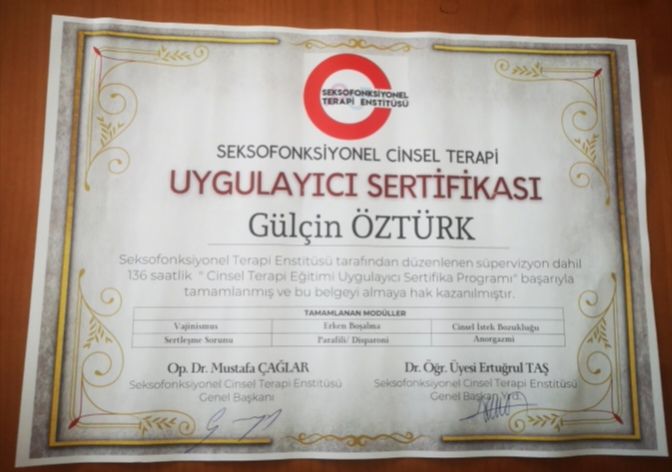 SEKSOFONKSİYONEL
TERAPİ ENSTİTÜSÜ
SEKSOFONKSİYONEL CİNSEL TERAPİ
UYGULAYICI SERTİFİKASI
Gülçin ÖZTÜRK
Seksofonksiyonel Terapi Enstitüsü tarafından düzenlenen süpervizyon dahil
136 saatlik " Cinsel Terapi Eğitimi Uygulayıcı Sertifika Programı" başarıyla
tamamlanmış ve bu belgeyi almaya hak kazanılmıştır.
TAMAMLANAN MODÜLLER
Vajinismus Erken Boşalma Cinsel İstek Bozukluğu
Sertleşme Sorunu Parafili/ Disparoni Anorgazmi
Op. Dr. Mustafa ÇAĞLAR Dr. Öğr. Üyesi Ertuğrul TAŞ
Seksofonksiyonel Cinsel Terapi Enstitüsü Seksofonksiyonel Cinsel Terapi Enstitüsü
Genel Başkanı Genel Başkan Yrd.